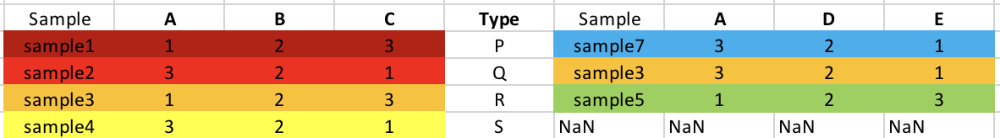 Sample A B C Type Sample A D E
sample1 1 2 3 P sample7 3 2 1
sample2 3 2 1 Q sample3 3 2 1
sample3 1 2 3 R sample5 1 2 3
sample4 3 2 1 S NaN NaN NaN NaN